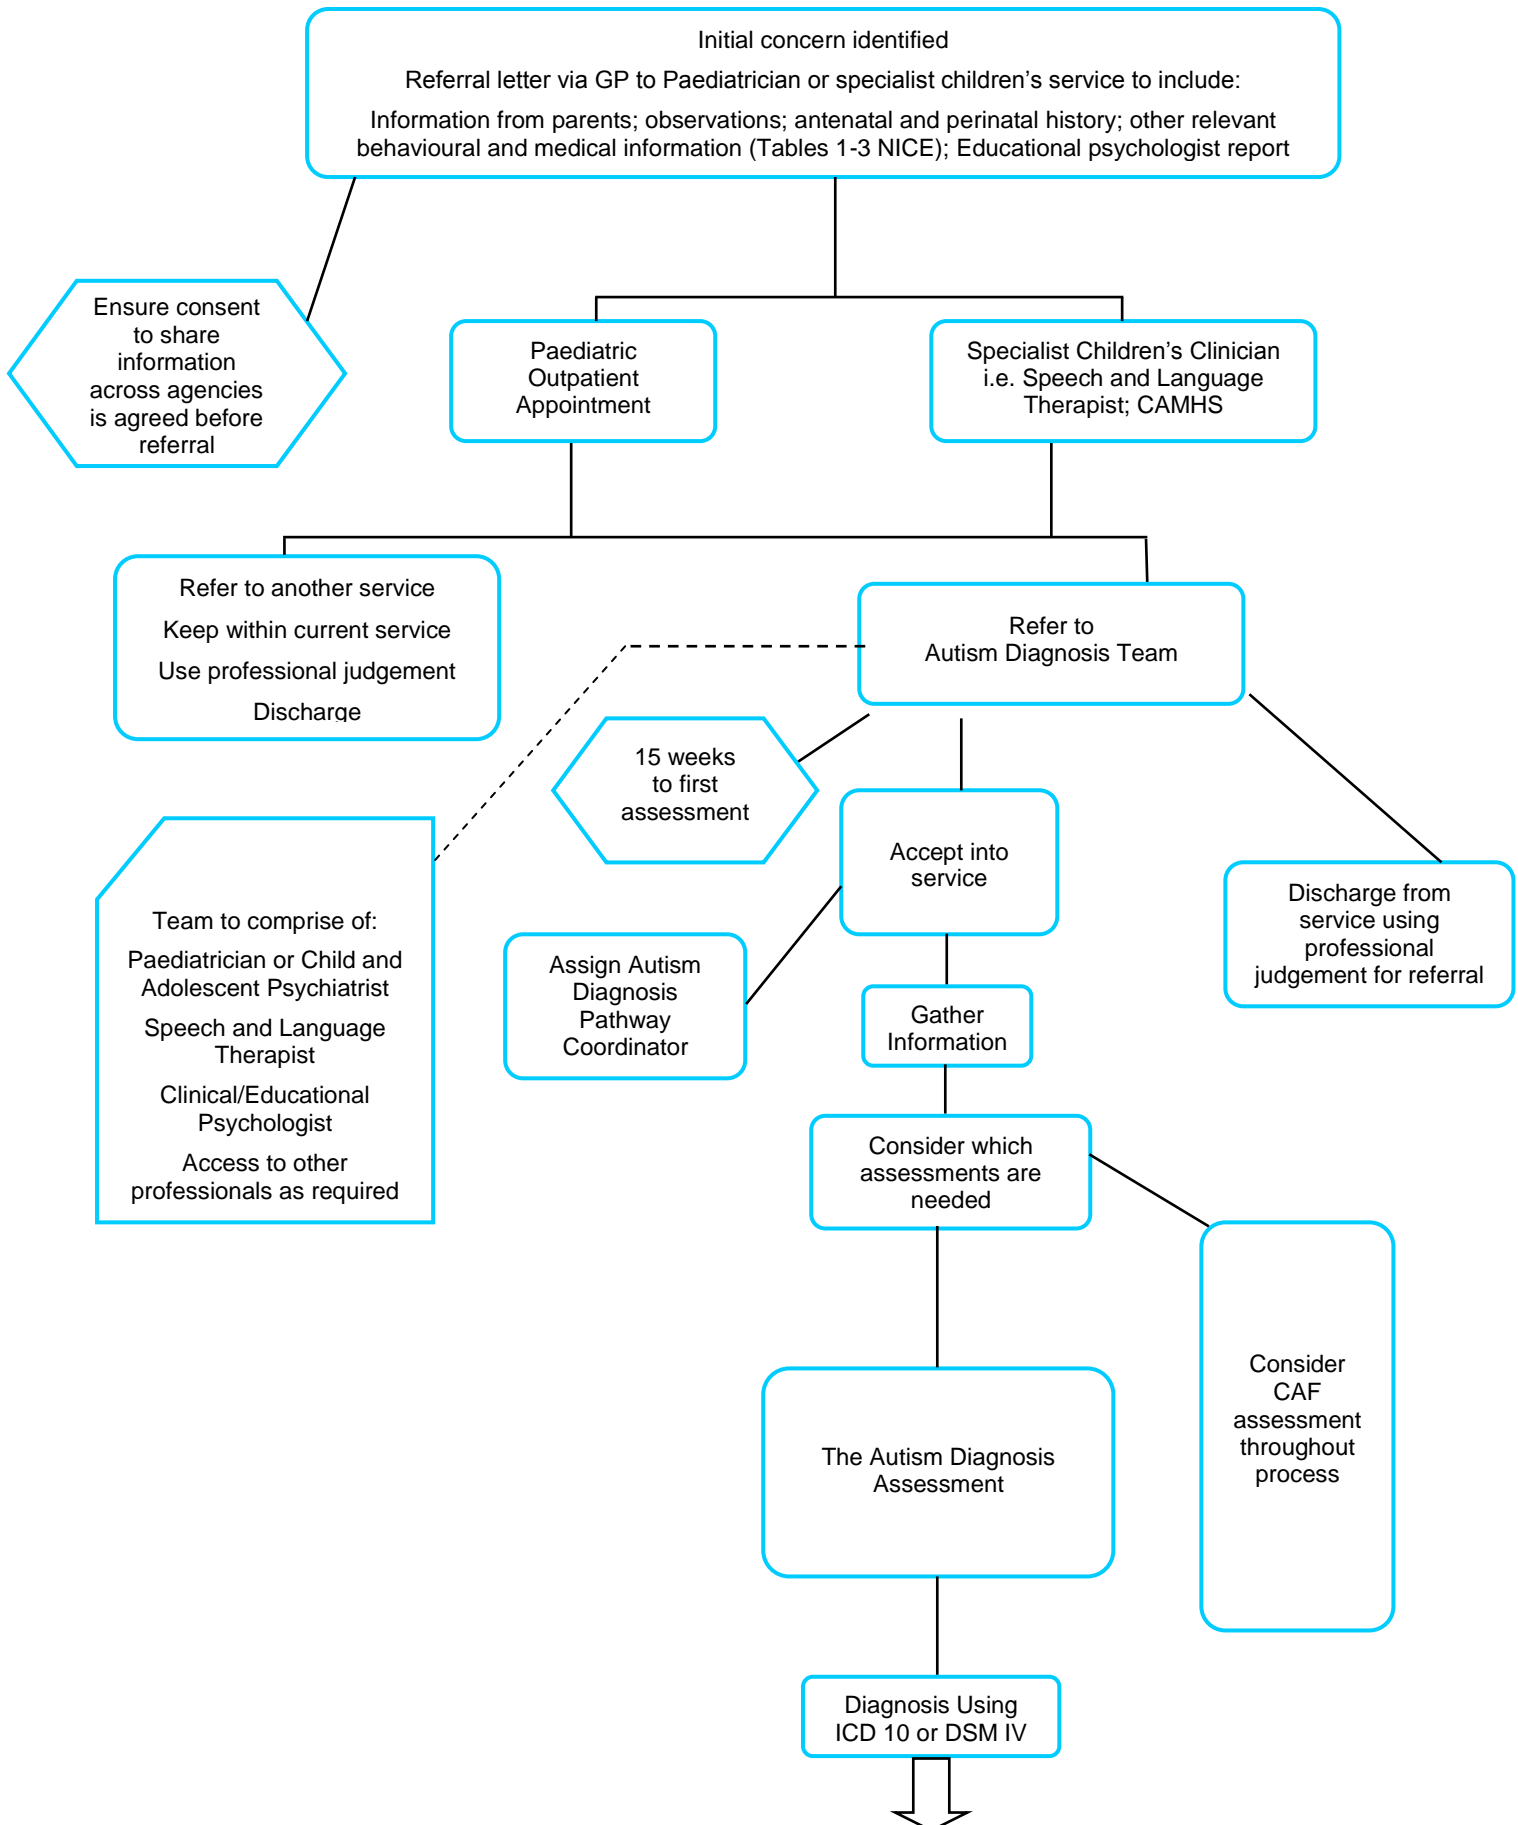 Initial concern identified
Referral letter via GP to Paediatrician or specialist children’s service to include:
Information from parents; observations; antenatal and perinatal history; other relevant
behavioural and medical information (Tables 1-3 NICE); Educational psychologist report
Ensure consent
to share
information
across agencies
is agreed before
referral
Paediatric
Outpatient
Appointment
Specialist Children’s Clinician
i.e. Speech and Language
Therapist; CAMHS
Refer to another service
Keep within current service
Use professional judgement
Discharge
Refer to
Autism Diagnosis Team
15 weeks
to first
assessment
Accept into
service
Discharge from
service using
professional
judgement for referral
Team to comprise of:
Paediatrician or Child and
Adolescent Psychiatrist
Speech and Language
Therapist
Clinical/Educational
Psychologist
Access to other
professionals as required
Assign Autism
Diagnosis
Pathway
Coordinator
Gather
Information
Consider which
assessments are
needed
Consider
CAF
assessment
throughout
process
The Autism Diagnosis
Assessment
Diagnosis Using
ICD 10 or DSM IV